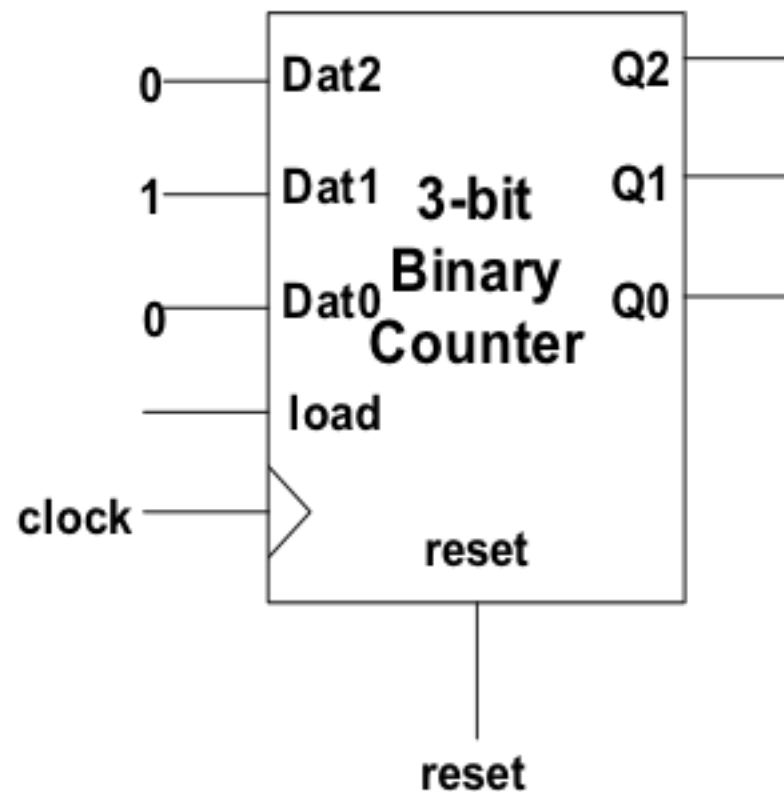 0 Dat2 Q2
1 Dat1 Q1
3-bit
Binary
0 Dat0 Q0
Counter
load
clock
reset
reset